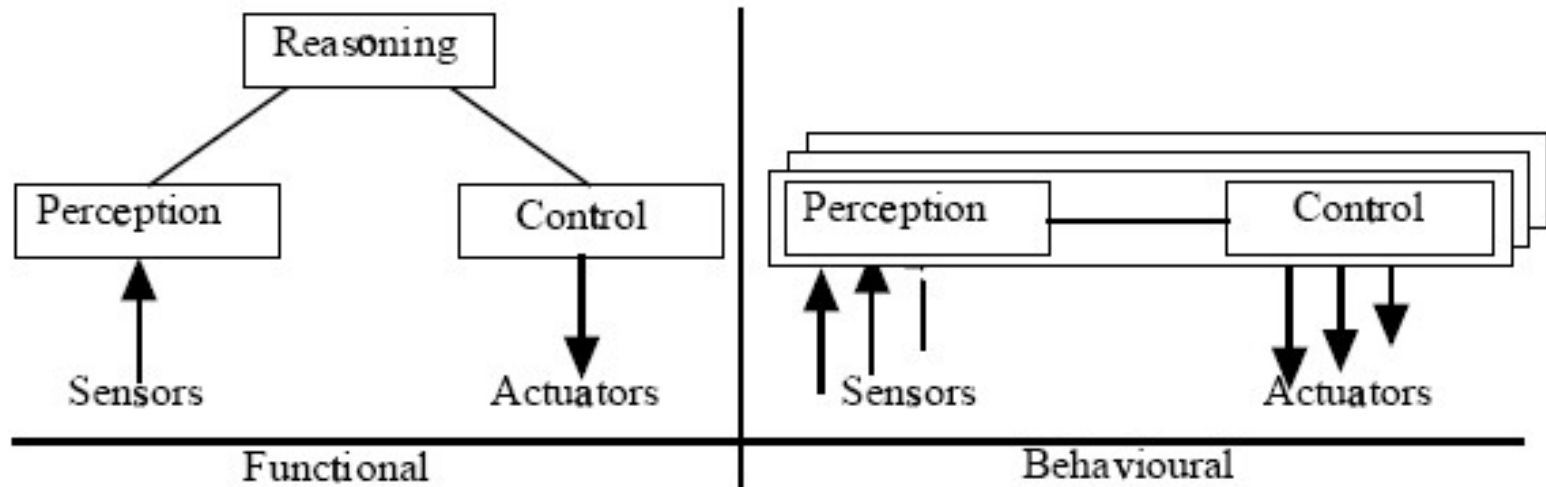 Reasoning
Perception
Control
Sensors
Actuators
Functional
Perception
Control
Sensors
Actuators
Behavioural